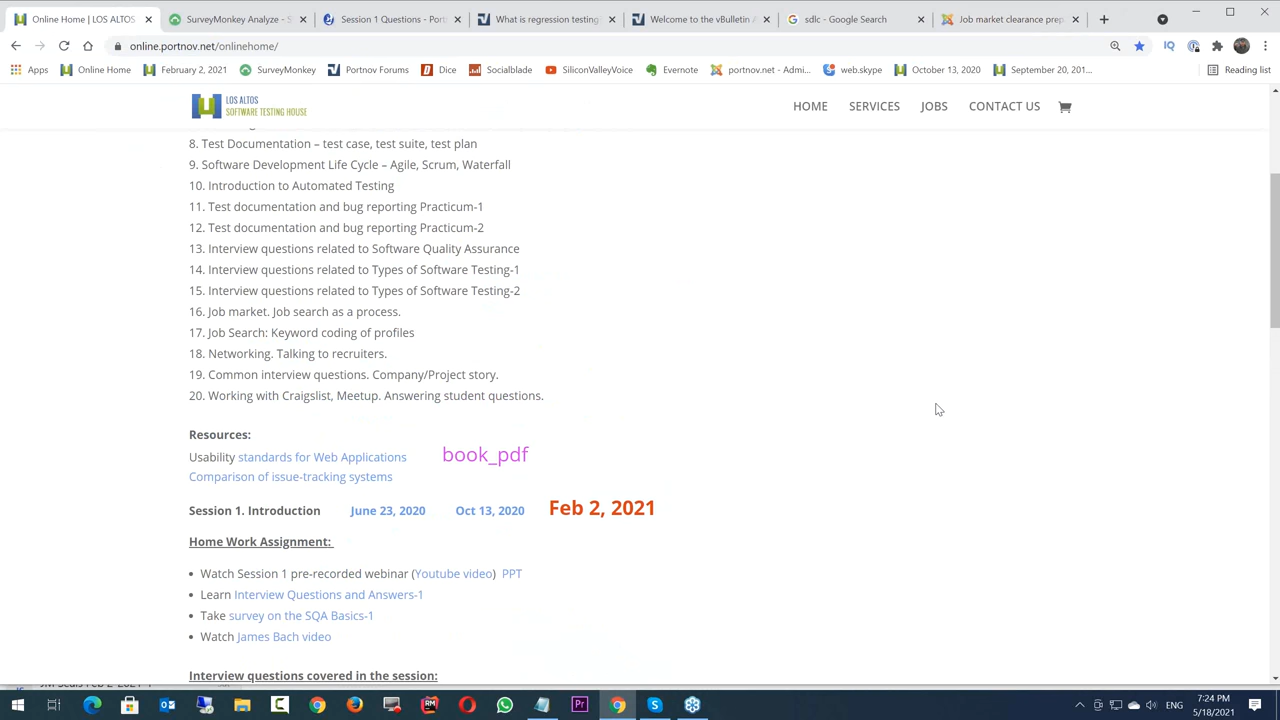 Online Home | LOS ALTOS
SurveyMonkey Analyze - S
Session 1 Questions - Port
What is regression testing
Welcome to the vBulletin A
sdlc - Google Search
Job market clearance prep
online.portnov.net/onlinehome/
Apps
Online Home
February 2, 2021
SurveyMonkey
Portnov Forums
Dice
Socialblade
SiliconValleyVoice
Evernote
portnov.net - Admi...
web.skype
October 13, 2020
September 20, 201...
Reading list
LOS ALTOS
SOFTWARE TESTING HOUSE
HOME
SERVICES
JOBS
CONTACT US
8. Test Documentation – test case, test suite, test plan
9. Software Development Life Cycle – Agile, Scrum, Waterfall
10. Introduction to Automated Testing
11. Test documentation and bug reporting Practicum-1
12. Test documentation and bug reporting Practicum-2
13. Interview questions related to Software Quality Assurance
14. Interview questions related to Types of Software Testing-1
15. Interview questions related to Types of Software Testing-2
16. Job market. Job search as a process.
17. Job Search: Keyword coding of profiles
18. Networking. Talking to recruiters.
19. Common interview questions. Company/Project story.
20. Working with Craigslist, Meetup. Answering student questions.
Resources:
Usability standards for Web Applications book_pdf
Comparison of issue-tracking systems
Session 1. Introduction June 23, 2020 Oct 13, 2020 Feb 2, 2021
Home Work Assignment:
• Watch Session 1 pre-recorded webinar (Youtube video) PPT
• Learn Interview Questions and Answers-1
• Take survey on the SQA Basics-1
• Watch James Bach video
Interview questions covered in the session:
7:24 PM
ENG
5/18/2021